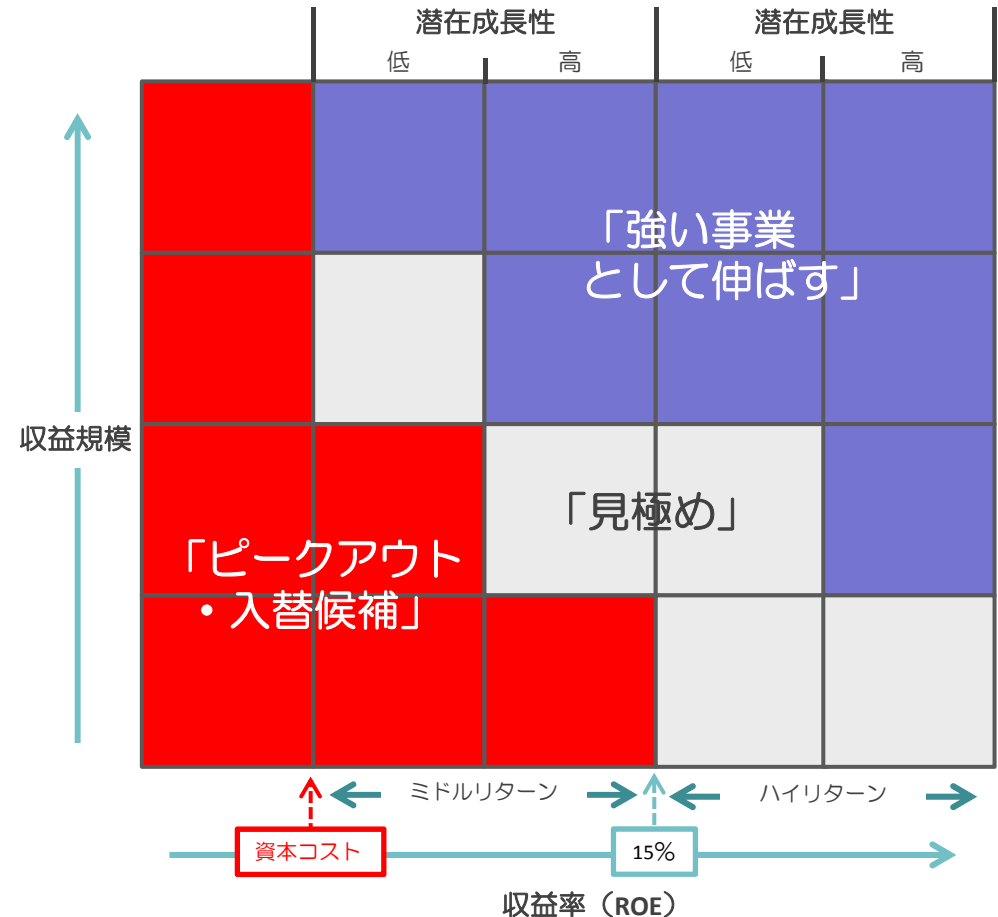 潜在成長性
潜在成長性
低
高
低
高
「強い事業
として伸ばす」
収益規模
「見極め」
「ピークアウト
・入替候補」
ミドルリターン
ハイリターン
資本コスト
15%
収益率（ROE）